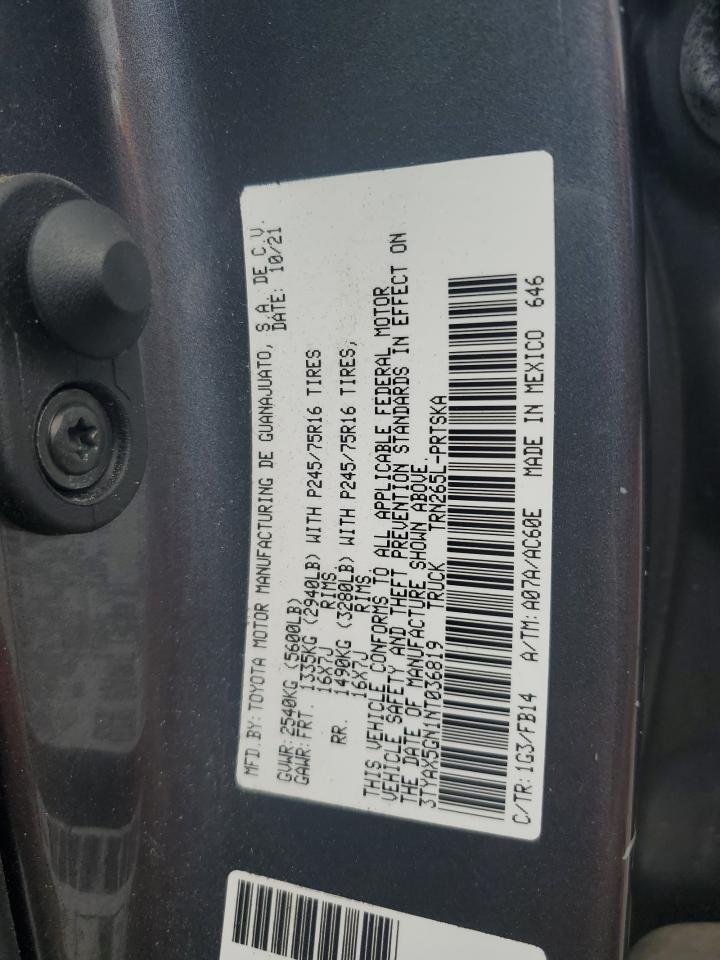 MFD.BY:TOYOTA MOTOR MANUFACTURING DE GUANAJUATO, S.A. DE C.V.
DATE: 10/21
GVWR:2540KG (5600LB)
GAWR:FRT. 1335KG (2940LB) WITH P245/75R16 TIRES
16X7J RIMS
RR. 1490KG (3280LB) WITH P245/75R16 TIRES,
16X7J RIMS
THIS VEHICLE CONFORMS TO ALL APPLICABLE FEDERAL MOTOR
VEHICLE SAFETY AND THEFT PREVENTION STANDARDS IN EFFECT ON
THE DATE OF MANUFACTURE SHOWN ABOVE.
3TYAX5GN1NT036819 TRUCK TRN265L-PRTSKA
C/TR:1G3/FB14 A/TM:A07A/AC60E MADE IN MEXICO 646